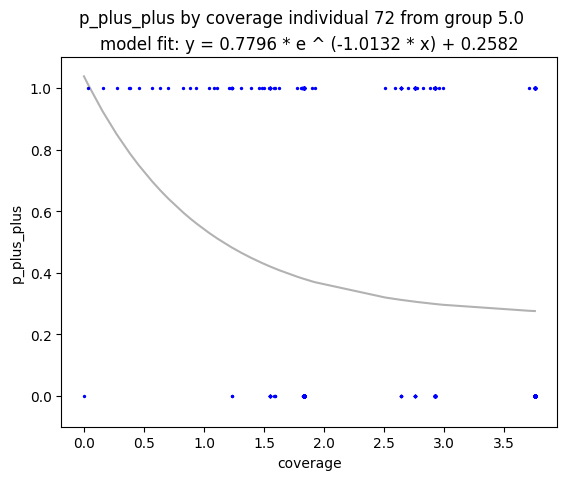 p_plus_plus by coverage individual 72 from group 5.0
model fit: y = 0.7796 * e ^ (-1.0132 * x) + 0.2582
1.0
0.8
0.6
0.4
0.2
0.0
p_plus_plus
0.0 0.5 1.0 1.5 2.0 2.5 3.0 3.5
coverage